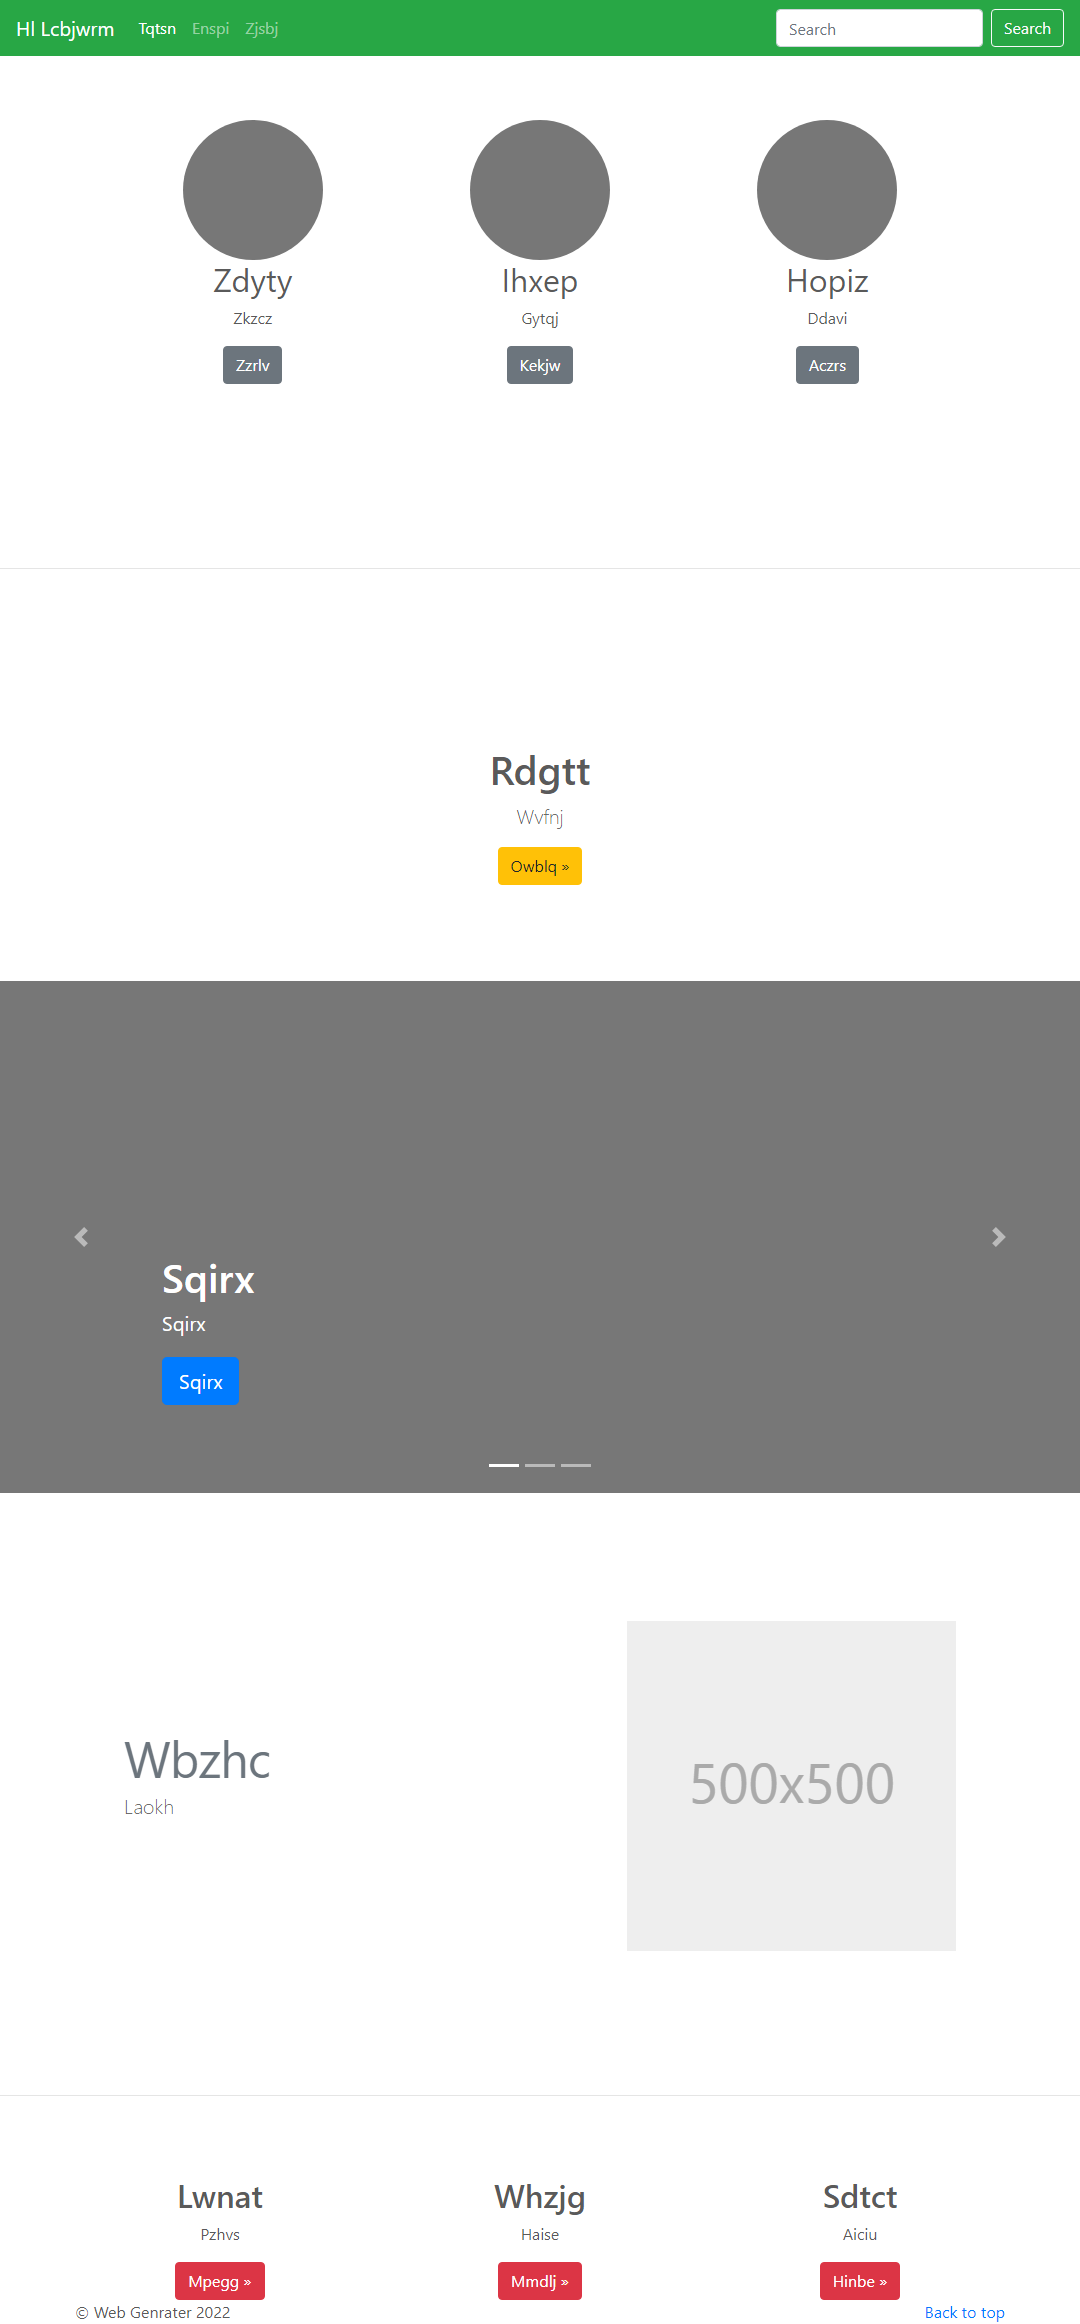 Hl Lcbjwrm Tqtsn Enspi Zjsbj Search Search
Zdyty Ihxep Hopiz
Zkzcz Gytqj Ddavi
Zzrlv Kekjw Aczrs
Rdgtt
Wvfnj
Owblq »
Sqirx
Sqirx
Sqirx
Wbzhc
Laokh
500x500
Lwnat Whzjg Sdtct
Pzhvs Haise Aiciu
Mpegg » Mmdlj » Hinbe »
© Web Genrater 2022 Back to top